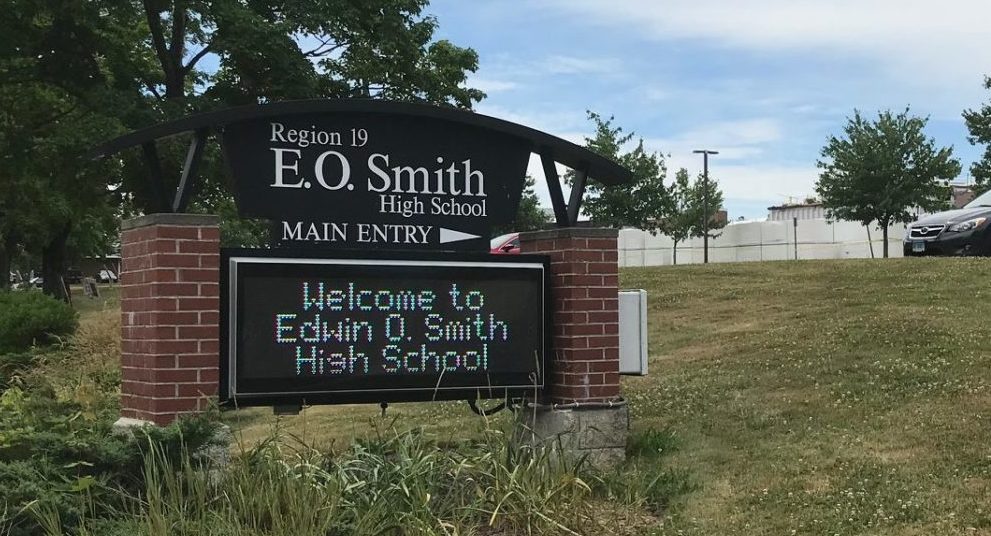 Region 19
E.O. Smith
High School
MAIN ENTRY
Welcome to
Edwin O. Smith
High School